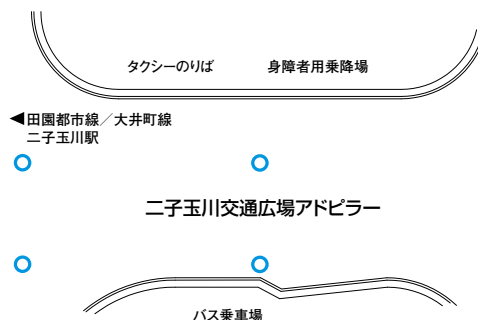 タクシーのりば
身障者用乗降場
◀田園都市線／大井町線
二子玉川駅
二子玉川交通広場アドピラー
バス乗車場